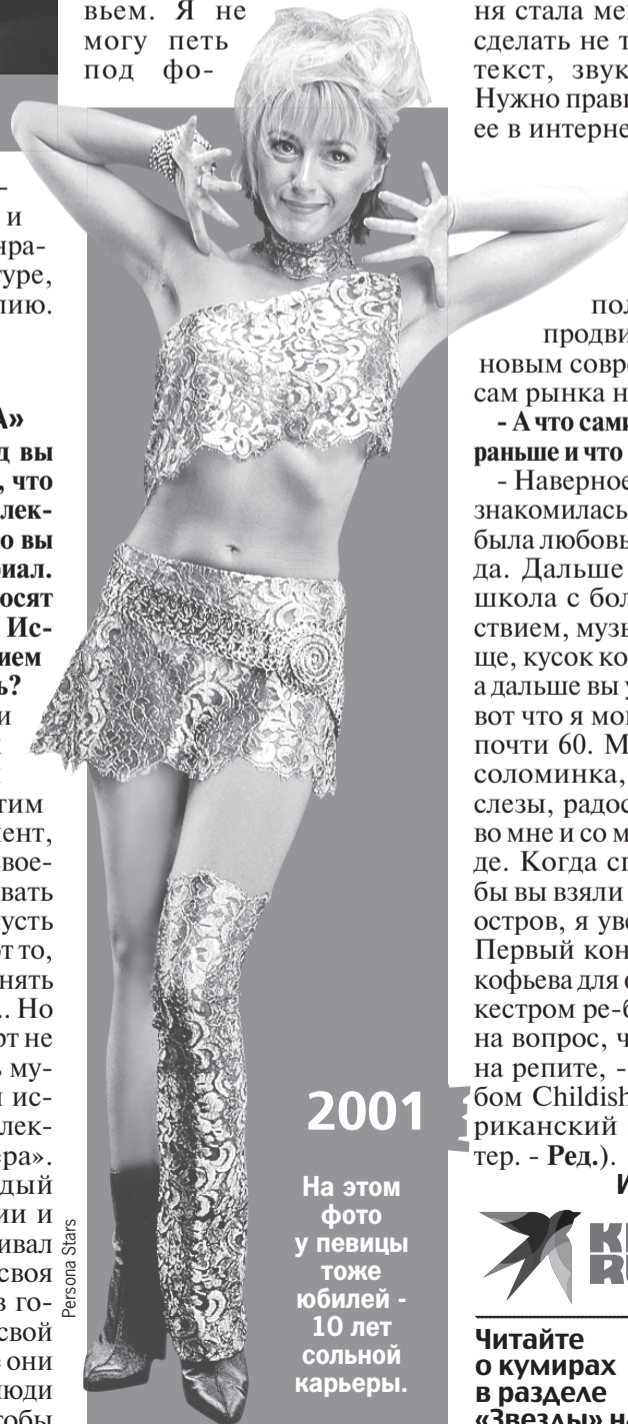 -
и
нра-
туре,
А»
д вы
, что
лек-
о вы
риал.
осят
Ис-
ием
ь?
и
тим
ент,
вое-
вать
усть
т то,
нять
.. Но
рт не
ь му-
и ис-
лек-
ера».
дый
ии и
ивал
своя
в го-
свой
е они
люди
тобы
вьем. Я не
могу петь
под фо-
Persona Stars
2001
На этом
фото
у певицы
тоже
юбилей -
10 лет
сольной
карьеры.
ня стала ме
сделать не т
текст, звук
Нужно прави
ее в интерне
пол
продви
новым совре
сам рынка н
- А что сами
раньше и что
- Наверное
знакомилась
была любовь
да. Дальше
школа с бол
ствием, музы
ще, кусок ко
а дальше вы у
вот что я мо
почти 60. М
соломинка,
слезы, радос
во мне и со м
де. Когда сп
бы вы взяли
остров, я уве
Первый кон
кофьева для о
кестром ре-б
на вопрос, ч
на репите, -
бом Childish
риканский
тер. - Ред.).
И
KP
RU
Читайте
о кумирах
в разделе
«Звезды» н